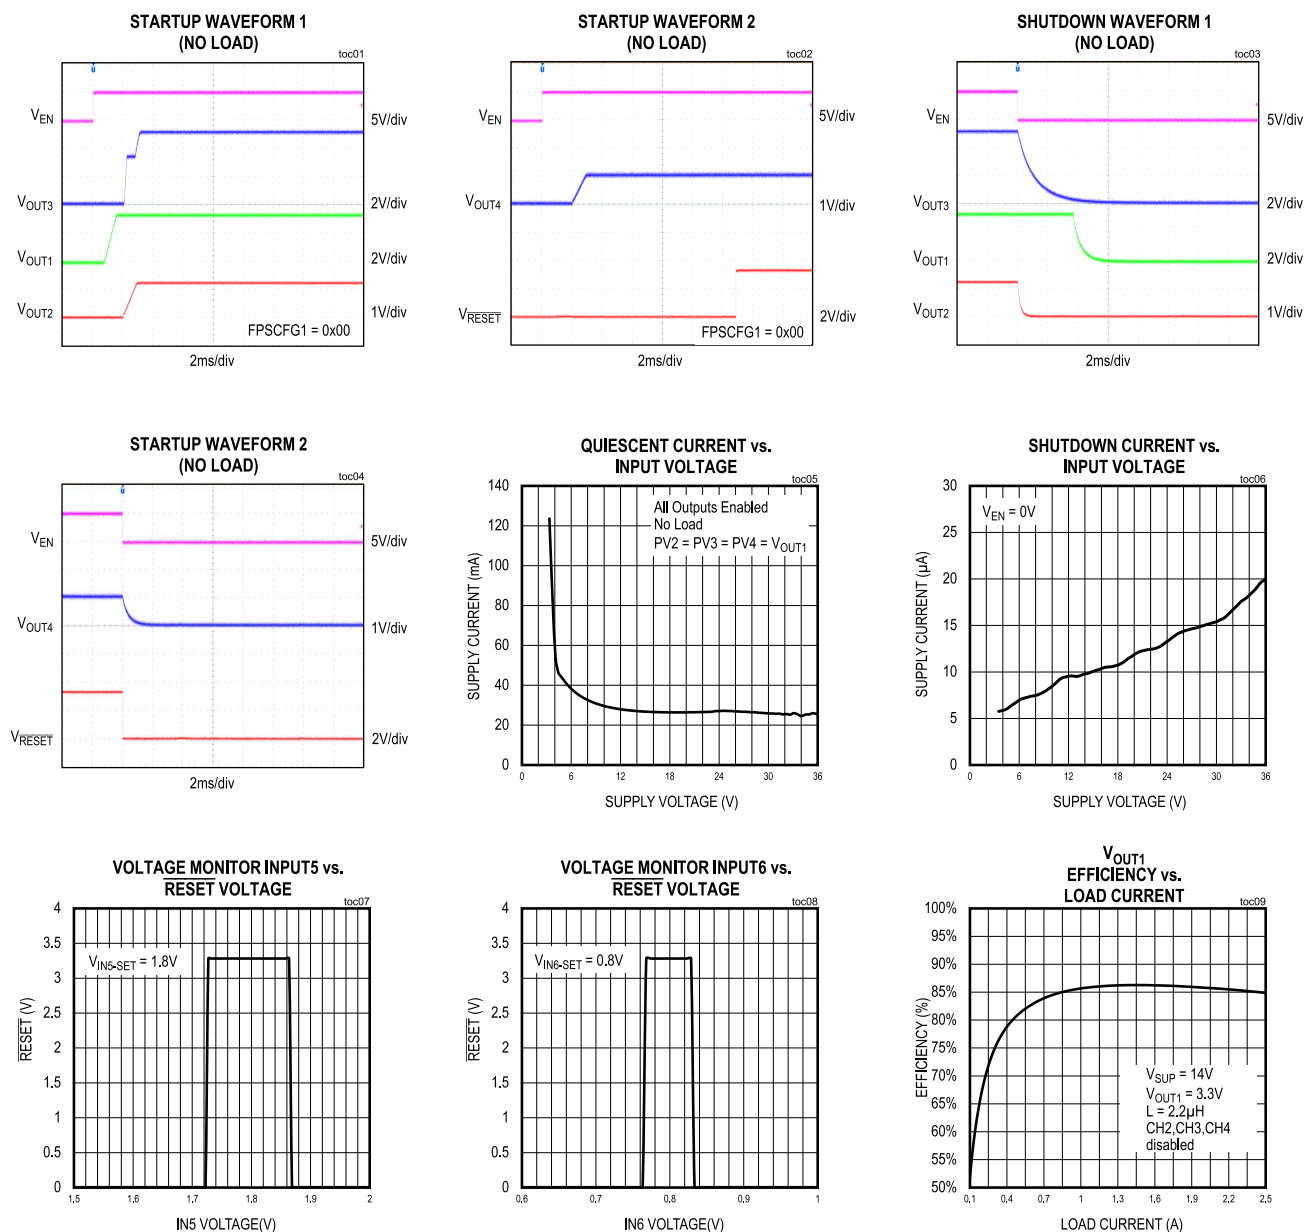 STARTUP WAVEFORM 1
(NO LOAD)
toc01
VEN
5V/div
VOUT3
2V/div
VOUT1
2V/div
VOUT2
1V/div
FPSCFG1 = 0x00
2ms/div
STARTUP WAVEFORM 2
(NO LOAD)
toc02
VEN
5V/div
VOUT4
1V/div
VRESET
2V/div
FPSCFG1 = 0x00
2ms/div
SHUTDOWN WAVEFORM 1
(NO LOAD)
toc03
VEN
5V/div
VOUT3
2V/div
VOUT1
2V/div
VOUT2
1V/div
2ms/div
STARTUP WAVEFORM 2
(NO LOAD)
toc04
VEN
5V/div
VOUT4
1V/div
VRESET
2V/div
2ms/div
QUIESCENT CURRENT vs.
INPUT VOLTAGE
toc05
All Outputs Enabled
No Load
PV2 = PV3 = PV4 = VOUT1
SUPPLY CURRENT (mA)
140
120
100
80
60
40
20
0
0 6 12 18 24 30 36
SUPPLY VOLTAGE (V)
SHUTDOWN CURRENT vs.
INPUT VOLTAGE
toc06
VEN = 0V
SUPPLY CURRENT (µA)
30
25
20
15
10
5
0
0 6 12 18 24 30 36
SUPPLY VOLTAGE (V)
VOLTAGE MONITOR INPUT5 vs.
RESET VOLTAGE
toc07
VIN5-SET = 1.8V
RESET (V)
4
3.5
3
2.5
2
1.5
1
0.5
0
1.5 1.6 1.7 1.8 1.9 2
IN5 VOLTAGE(V)
VOLTAGE MONITOR INPUT6 vs.
RESET VOLTAGE
toc08
VIN6-SET = 0.8V
RESET (V)
4
3.5
3
2.5
2
1.5
1
0.5
0
0.6 0.7 0.8 0.9 1
IN6 VOLTAGE(V)
VOUT1
EFFICIENCY vs.
LOAD CURRENT
toc09
EFFICIENCY (%)
100%
95%
90%
85%
80%
75%
70%
65%
60%
55%
50%
VSUP = 14V
VOUT1 = 3.3V
L = 2.2µH
CH2,CH3,CH4
disabled
0.1 0.4 0.7 1 1.3 1.6 1.9 2.2 2.5
LOAD CURRENT (A)